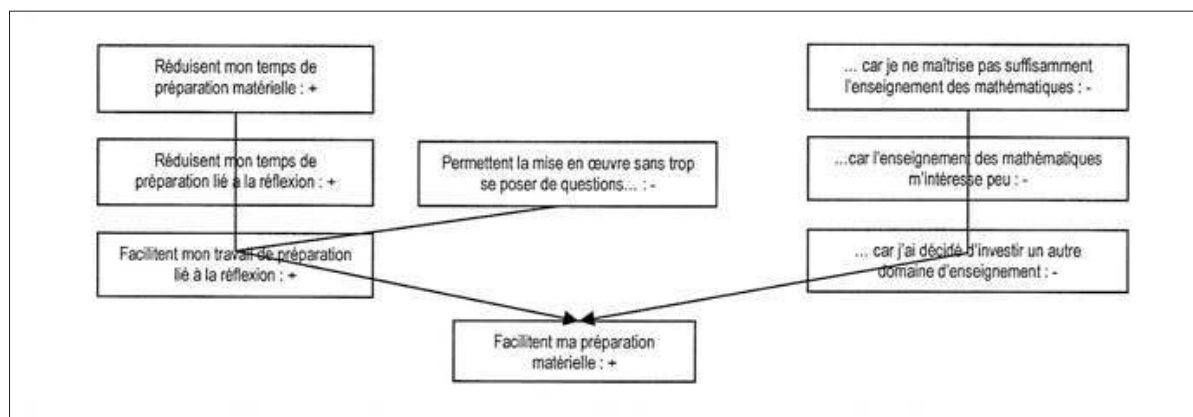 Réduisent mon temps de
préparation matérielle : +
Réduisent mon temps de
préparation lié à la réflexion : +
Facilitent mon travail de préparation
lié à la réflexion : +
Permettent la mise en œuvre sans trop
se poser de questions... : -
... car je ne maîtrise pas suffisamment
l'enseignement des mathématiques : -
...car l'enseignement des mathématiques
m'intéresse peu : -
... car j'ai décidé d'investir un autre
domaine d'enseignement : -
Facilitent ma préparation
matérielle : +